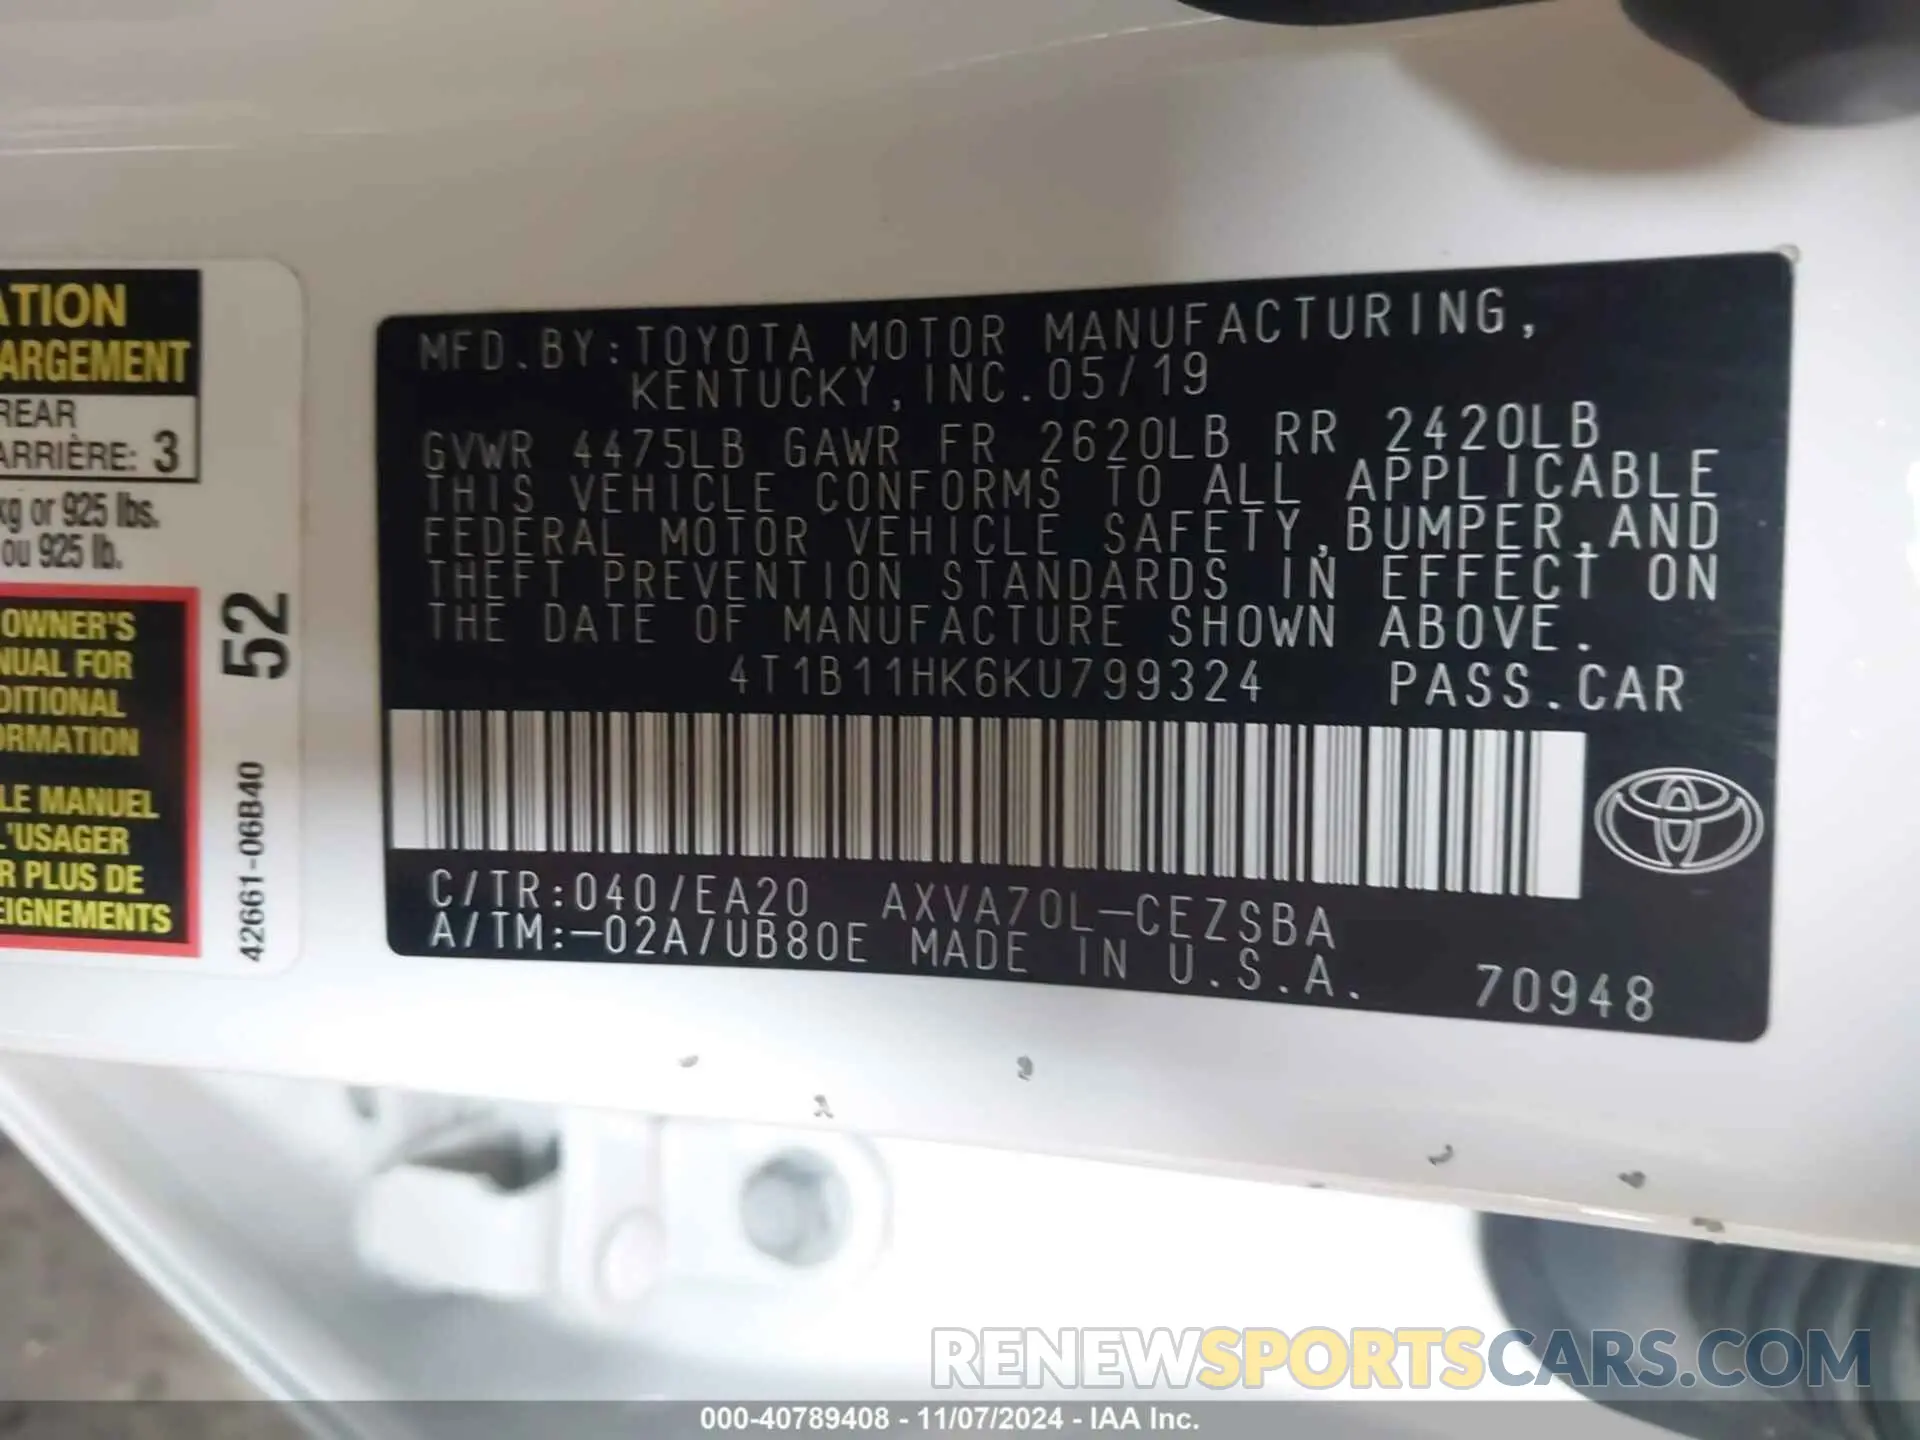 ATION
ARGEMENT
REAR
ARRIÈRE: 3
kg or 925 lbs.
ou 925 lb.
OWNER'S
NUAL FOR
DITIONAL
ORMATION
LE MANUEL
L'USAGER
R PLUS DE
EIGNEMENTS
52
42661-06B40
MFD.BY:TOYOTA MOTOR MANUFACTURING,
KENTUCKY,INC.05/19
GVWR 4475LB GAWR FR 2620LB RR 2420LB
THIS VEHICLE CONFORMS TO ALL APPLICABLE
FEDERAL MOTOR VEHICLE SAFETY,BUMPER,AND
THEFT PREVENTION STANDARDS IN EFFECT ON
THE DATE OF MANUFACTURE SHOWN ABOVE.
4T1B11HK6KU799324 PASS.CAR
C/TR:040/EA20 AXVA70L-CEZSBA
A/TM:-02A/UB80E MADE IN U.S.A. 70948
RENEWSPORTSCARS.COM
000-40789408 - 11/07/2024 - IAA Inc.